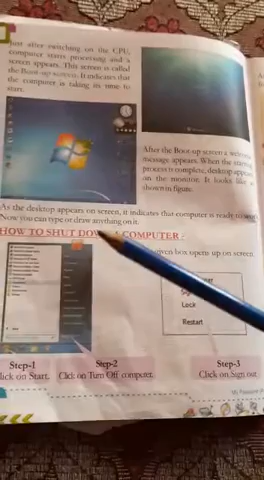 Just after switching on the CPU,
computer starts processing and a
screen appears. This screen is called
the Boot-up screen. It indicates that
the computer is taking its time to
start.
After the Boot-up screen a welcome
message appears. When the
process is complete, desktop appears
on the monitor. It looks like
shown in figure.
As the desktop appears on screen, it indicates that computer is ready to
Now you can type or draw anything on it.
HOW TO SHUT DOWN A COMPUTER :
box opens up on screen
Lock
Restart
Step-1
Click on Start.
Step-2
Click on Turn Off computer.
Step-3
Click on Sign out.